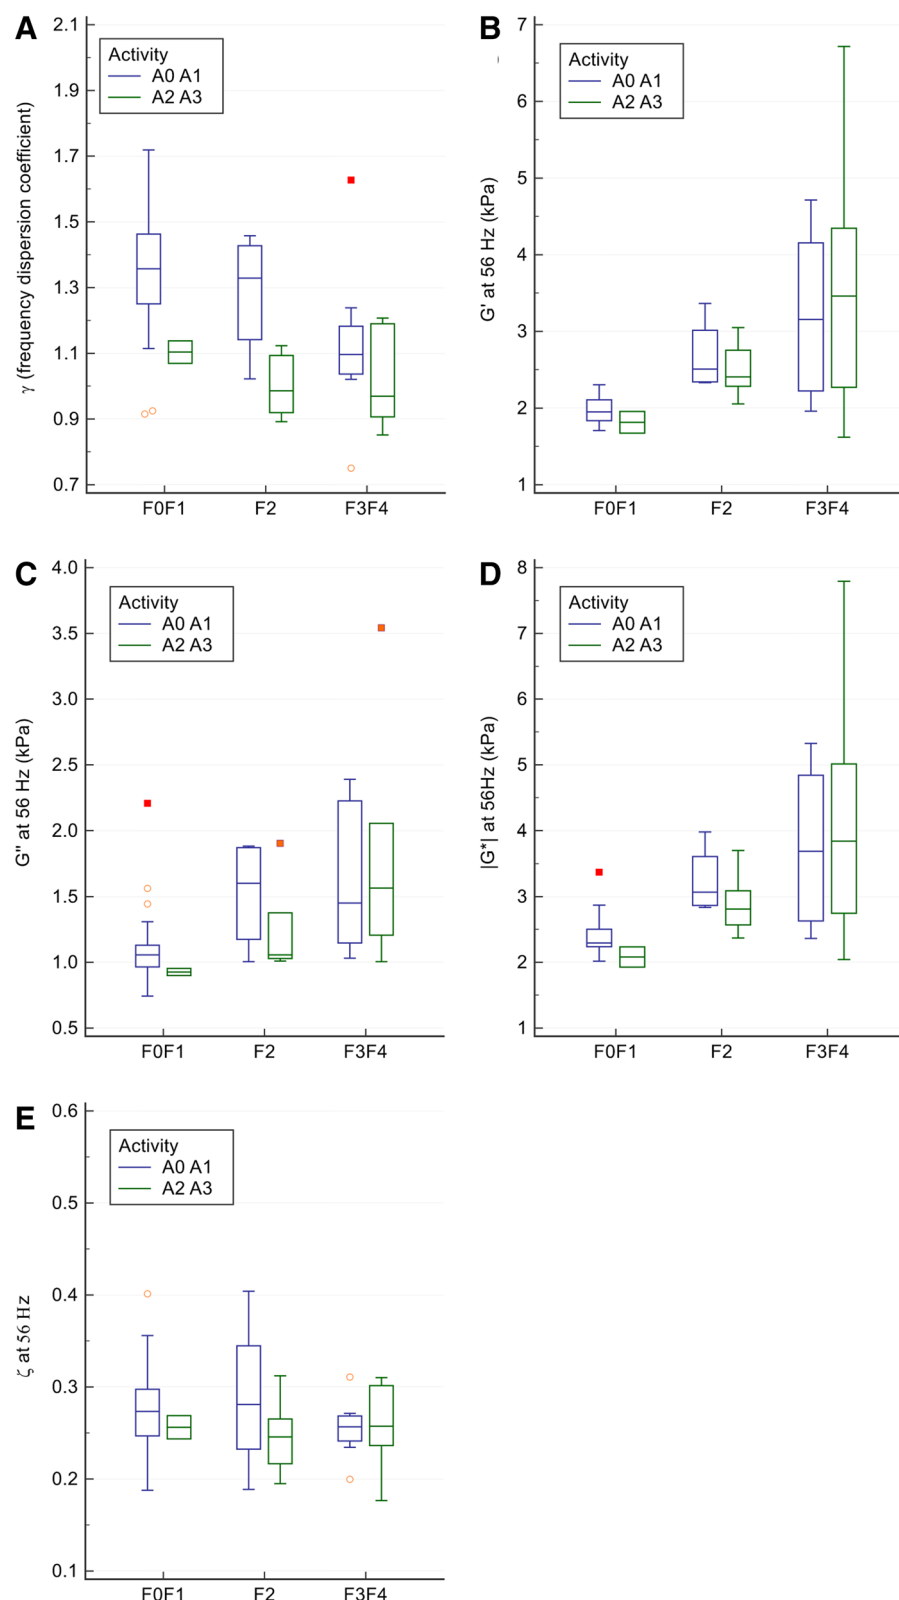 A
2.1
1.9
1.7
1.5
1.3
1.1
0.9
0.7
γ (frequency dispersion coefficient)
Activity
A0 A1
A2 A3
F0F1 F2 F3F4
B
7
6
5
4
3
2
1
G' at 56 Hz (kPa)
Activity
A0 A1
A2 A3
F0F1 F2 F3F4
C
4.0
3.5
3.0
2.5
2.0
1.5
1.0
0.5
G" at 56 Hz (kPa)
Activity
A0 A1
A2 A3
F0F1 F2 F3F4
D
8
7
6
5
4
3
2
1
|G*| at 56Hz (kPa)
Activity
A0 A1
A2 A3
F0F1 F2 F3F4
E
0.6
0.5
0.4
0.3
0.2
0.1
ζ at 56 Hz
Activity
A0 A1
A2 A3
F0F1 F2 F3F4